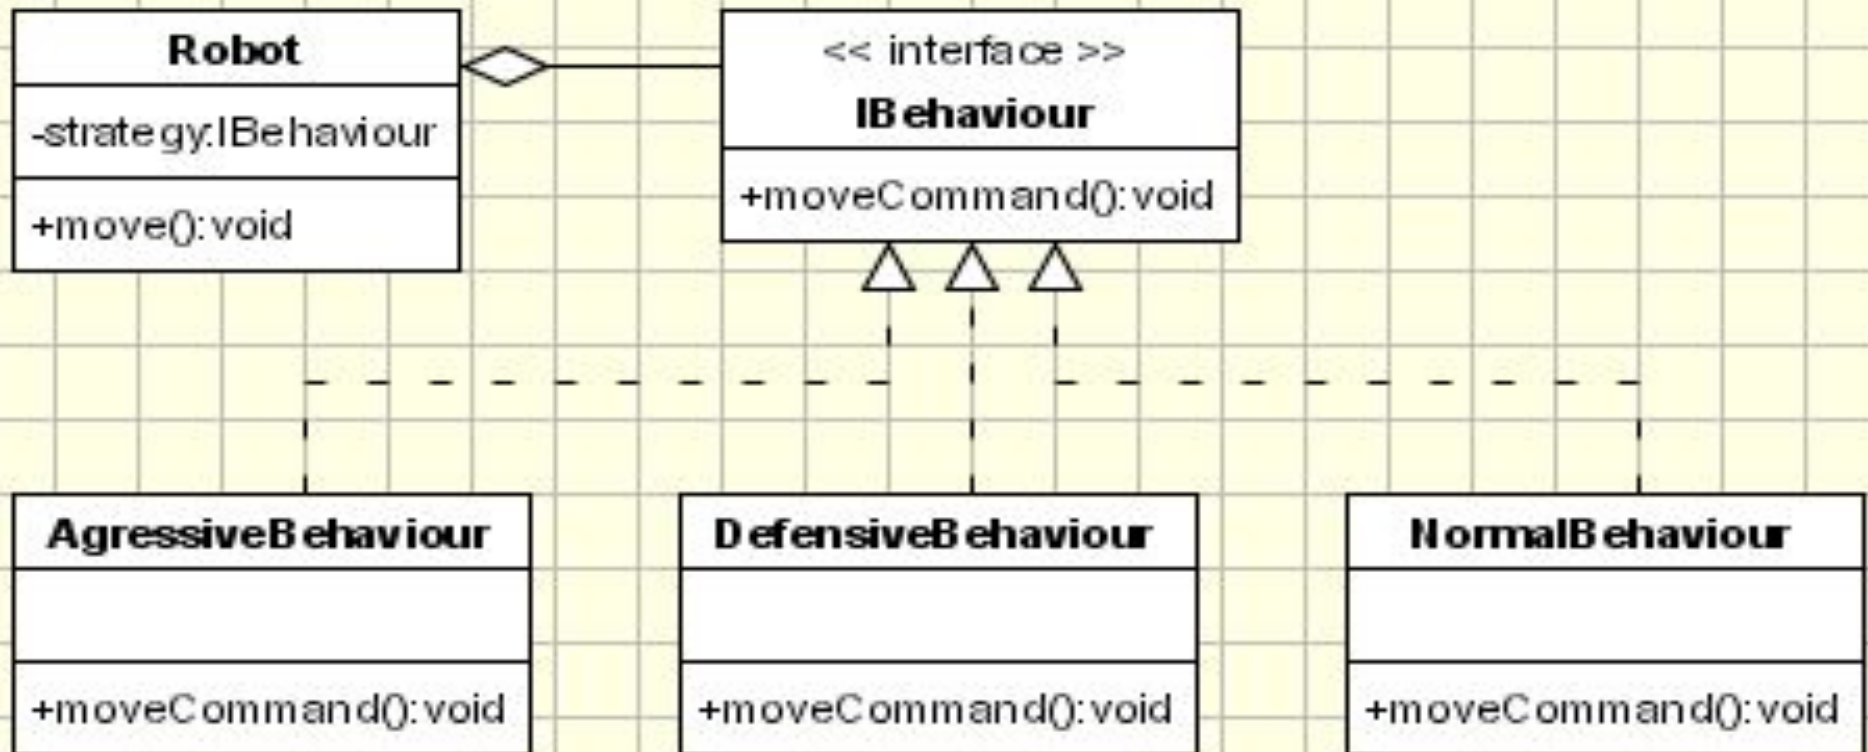 Robot
-strategy:IBehaviour
+move():void
<< interface >>
IBehaviour
+moveCommand():void
AgressiveBehaviour
+moveCommand():void
DefensiveBehaviour
+moveCommand():void
NormalBehaviour
+moveCommand():void